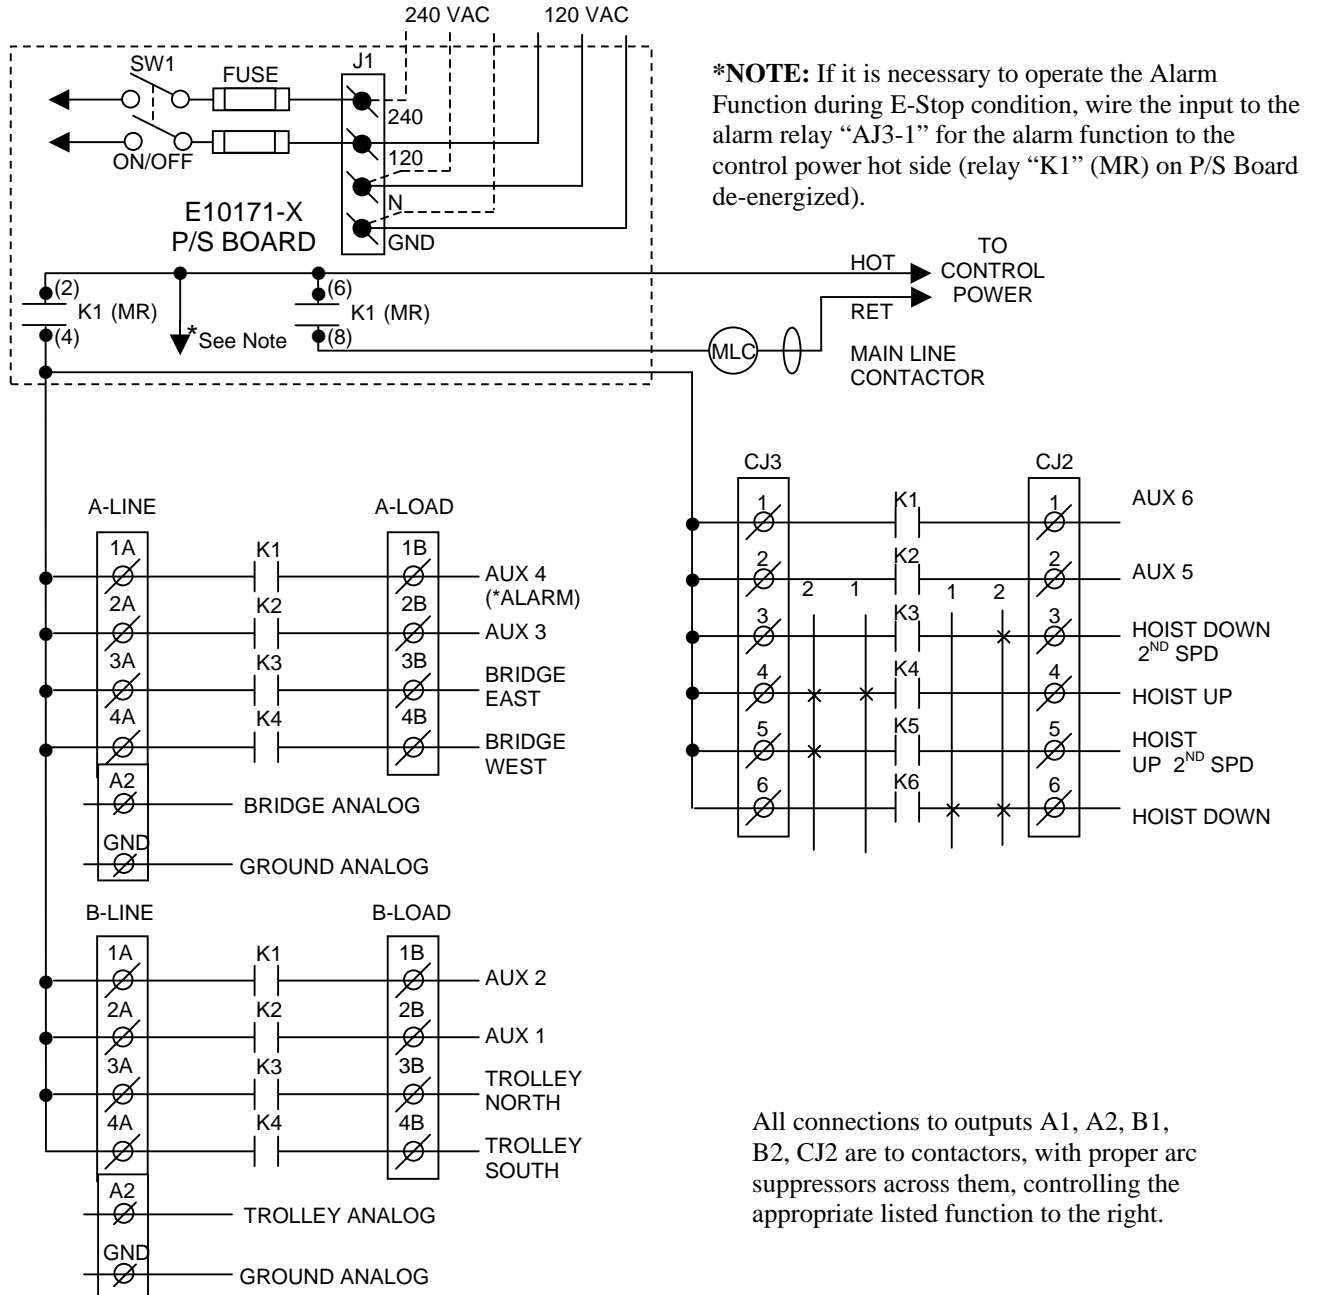 240 VAC 120 VAC
SW1
FUSE
J1
240
120
N
GND
ON/OFF
E10171-X
P/S BOARD
*NOTE: If it is necessary to operate the Alarm
Function during E-Stop condition, wire the input to the
alarm relay “AJ3-1” for the alarm function to the
control power hot side (relay “K1” (MR) on P/S Board
de-energized).
HOT
RET
TO
CONTROL
POWER
(2)
K1 (MR)
(4)
*See Note
(6)
K1 (MR)
(8)
MLC
MAIN LINE
CONTACTOR
A-LINE A-LOAD
1A K1 1B
AUX 4
(*ALARM)
2A K2 2B
AUX 3
3A K3 3B
BRIDGE
EAST
4A K4 4B
BRIDGE
WEST
A2
BRIDGE ANALOG
GND
GROUND ANALOG
B-LINE B-LOAD
1A K1 1B
AUX 2
2A K2 2B
AUX 1
3A K3 3B
TROLLEY
NORTH
4A K4 4B
TROLLEY
SOUTH
A2
TROLLEY ANALOG
GND
GROUND ANALOG
CJ3 CJ2
1 K1 1 AUX 6
2 K2 2 AUX 5
2 1 1 2
3 K3 3
HOIST DOWN
2ND SPD
4 K4 4
HOIST UP
5 K5 5
HOIST
UP 2ND SPD
6 K6 6
HOIST DOWN
All connections to outputs A1, A2, B1,
B2, CJ2 are to contactors, with proper arc
suppressors across them, controlling the
appropriate listed function to the right.